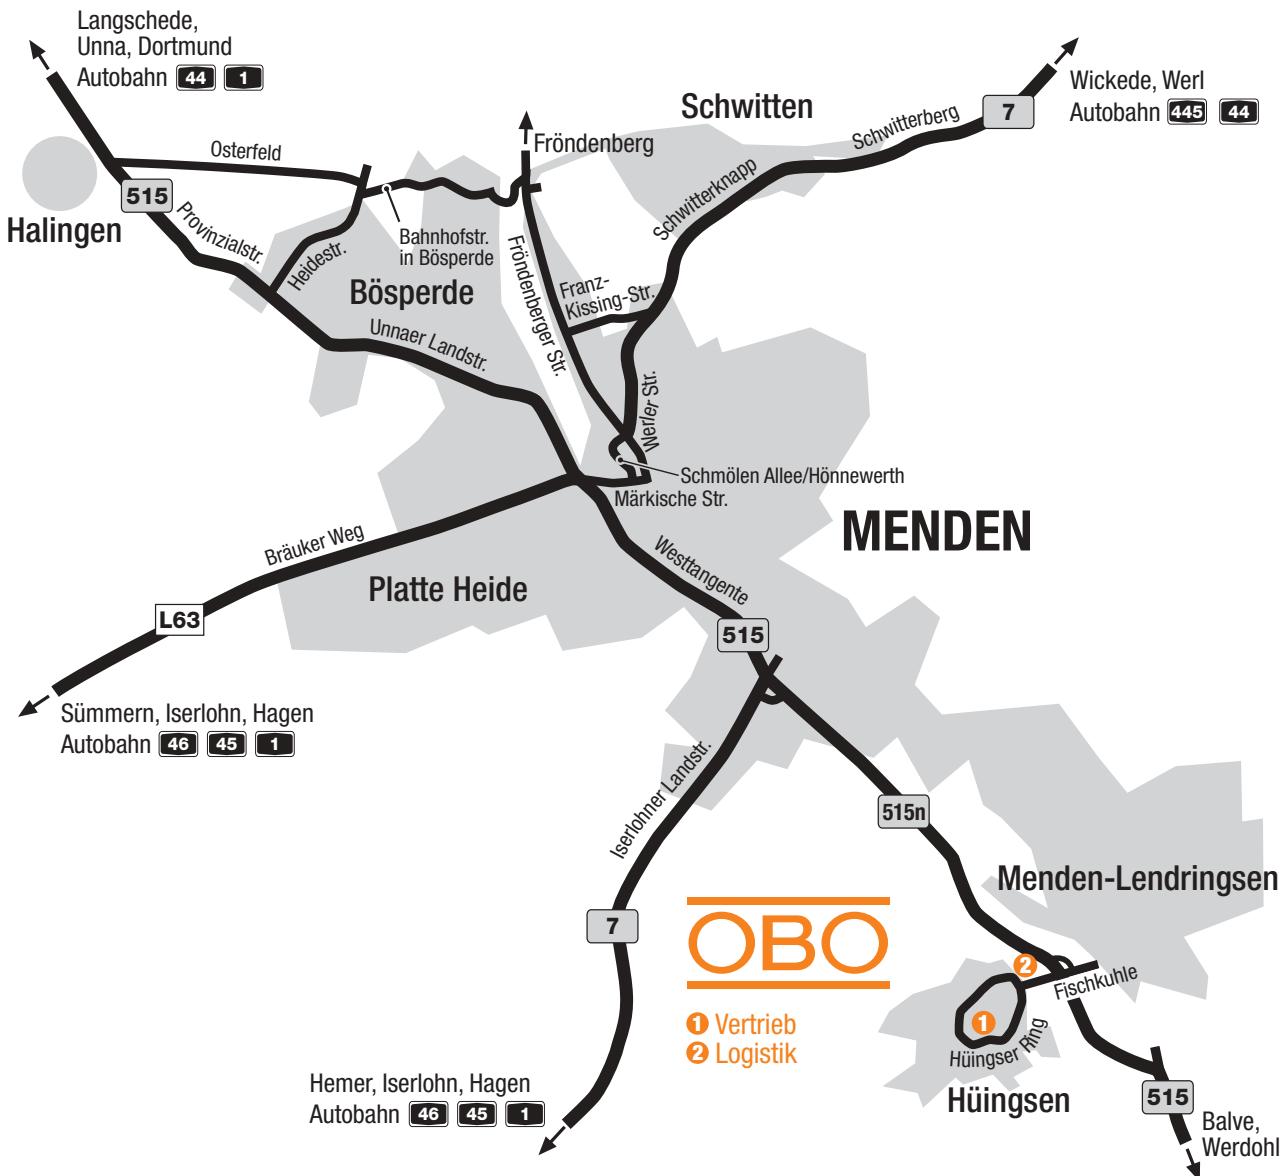 Langschede,
Unna, Dortmund
Autobahn 44 1
Schwitten
Wickede, Werl
Autobahn 445 44
7
Schwitterberg
Fröndenberg
Osterfeld
515
Halingen
Provinzialstr.
Heidestr.
Bahnhofstr.
in Bösperde
Bösperde
Schwitterknapp
Fröndenberger Str.
Franz-
Kissing-Str.
Unnaer Landstr.
Werler Str.
Schmölen Allee/Hönnewerth
Märkische Str.
MENDEN
Bräuker Weg
Westtangente
Platte Heide
L63
515
Sümmern, Iserlohn, Hagen
Autobahn 46 45 1
Iserlohner Landstr.
515n
Menden-Lendringsen
7
OBO
2
Fischkuhle
1 Vertrieb
2 Logistik
1
Hüingser Ring
Hüingsen
Hemer, Iserlohn, Hagen
Autobahn 46 45 1
515
Balve,
Werdohl